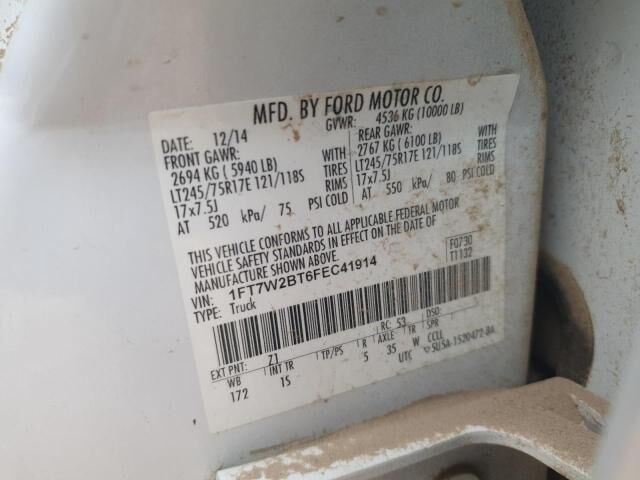 MFD. BY FORD MOTOR CO.
DATE: 12/14 GVWR: 4536 KG (10000 LB)
FRONT GAWR: REAR GAWR:
2694 KG ( 5940 LB) WITH 2767 KG ( 6100 LB) WITH
LT245/75R17E 121/118S TIRES LT245/75R17E 121/118S TIRES
17x7.5J RIMS 17x7.5J RIMS
AT 520 kPa/ 75 PSI COLD AT 550 kPa/ 80 PSI COLD
THIS VEHICLE CONFORMS TO ALL APPLICABLE FEDERAL MOTOR
VEHICLE SAFETY STANDARDS IN EFFECT ON THE DATE OF
MANUFACTURE SHOWN ABOVE.
VIN: 1FT7W2BT6FEC41914
TYPE: Truck
F0730
T1132
EXT PNT: Z1 RC: 53 DSO:
WB INT TR TP/PS R AXLE TR SPR
172 1S 5 35 W CCLL
UTC 5U5A-1520472-BA